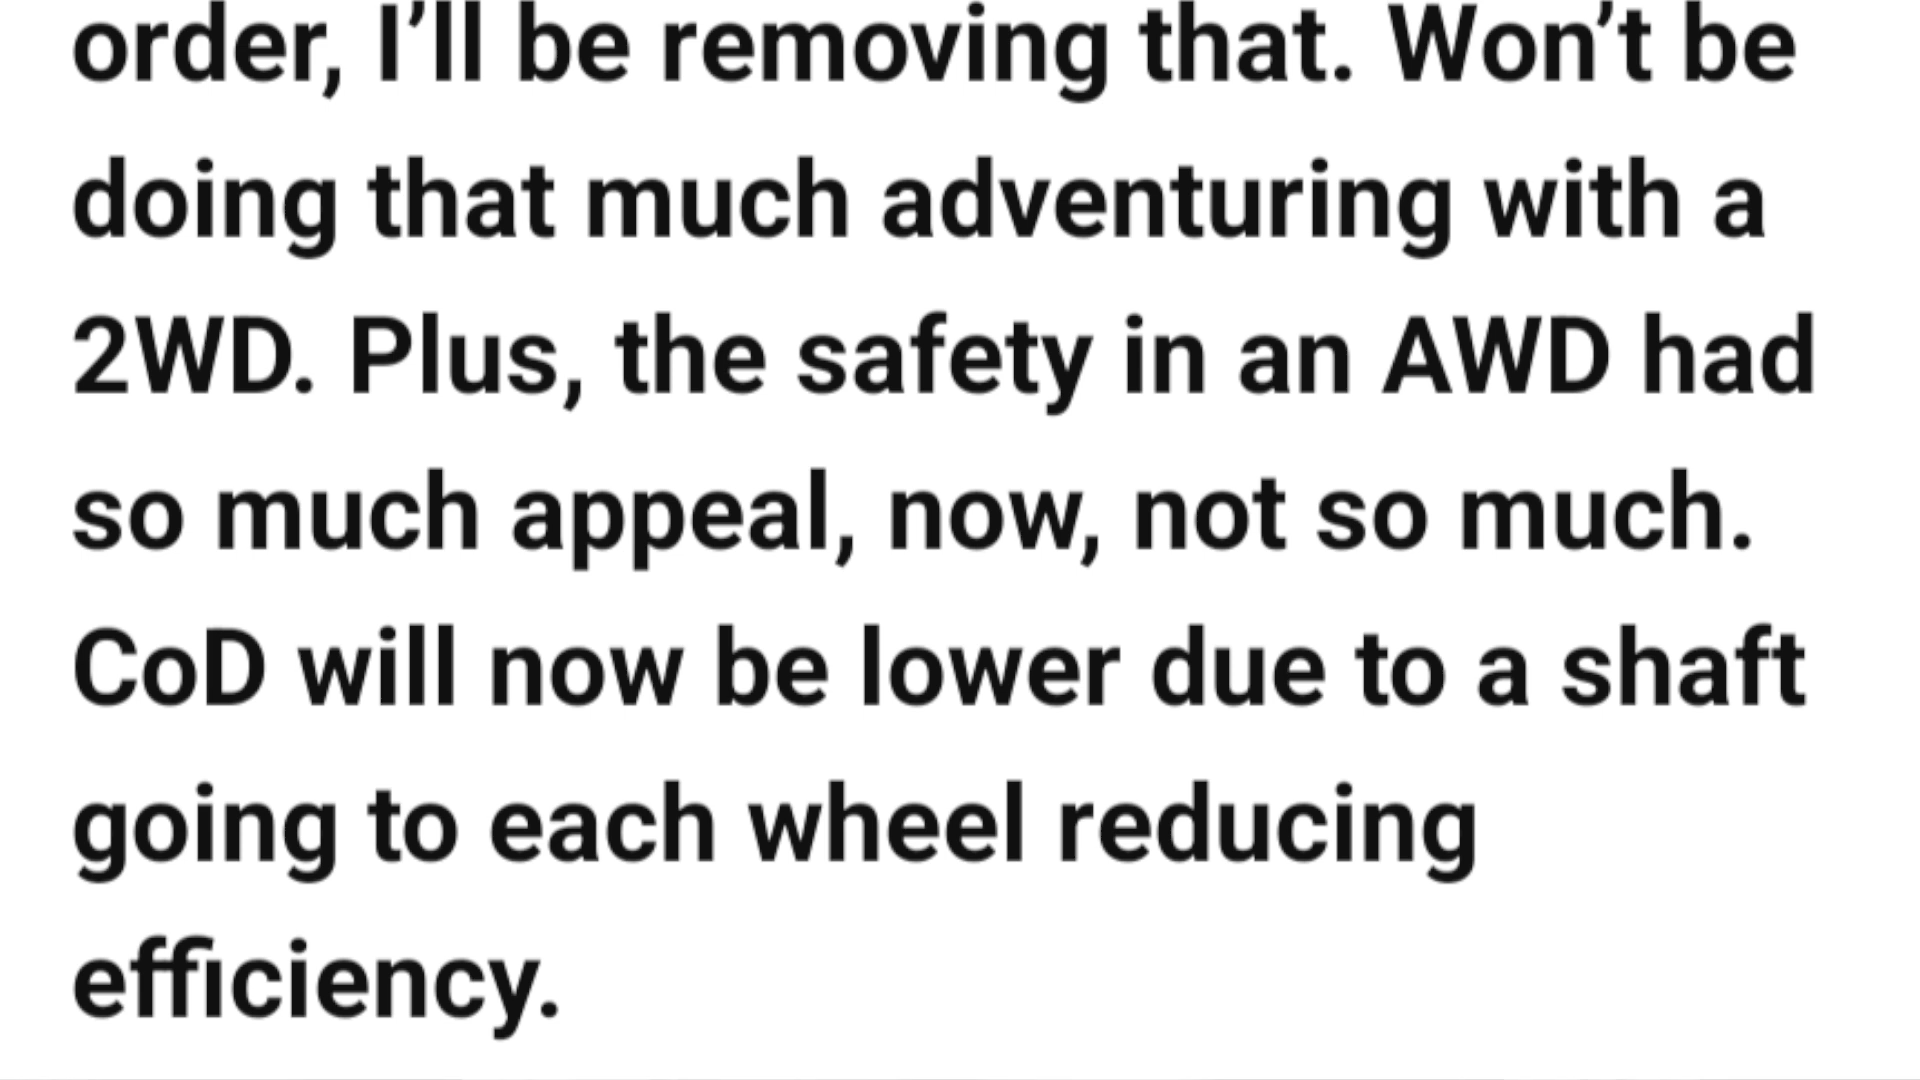 order, I’ll be removing that. Won’t be
doing that much adventuring with a
2WD. Plus, the safety in an AWD had
so much appeal, now, not so much.
CoD will now be lower due to a shaft
going to each wheel reducing
efficiency.